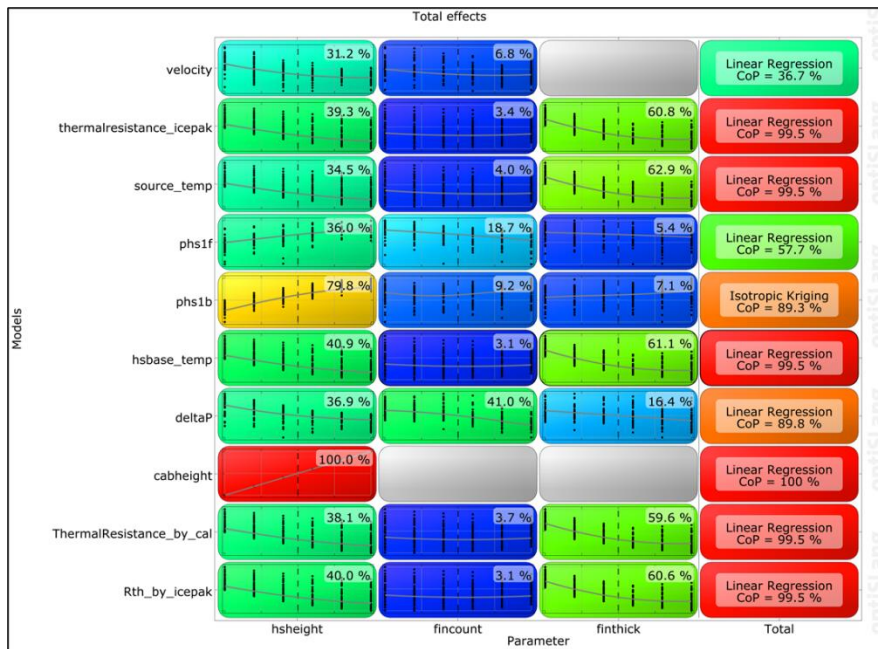 Total effects
velocity
31.2 %
6.8 %
Linear Regression
CoP = 36.7 %
thermalresistance_icepak
39.3 %
3.4 %
60.8 %
Linear Regression
CoP = 99.5 %
source_temp
34.5 %
4.0 %
62.9 %
Linear Regression
CoP = 99.5 %
phs1f
36.0 %
18.7 %
5.4 %
Linear Regression
CoP = 57.7 %
phs1b
79.8 %
9.2 %
7.1 %
Isotropic Kriging
CoP = 89.3 %
hsbase_temp
40.9 %
3.1 %
61.1 %
Linear Regression
CoP = 99.5 %
deltaP
36.9 %
41.0 %
16.4 %
Linear Regression
CoP = 89.8 %
cabheight
100.0 %
Linear Regression
CoP = 100 %
ThermalResistance_by_cal
38.1 %
3.7 %
59.6 %
Linear Regression
CoP = 99.5 %
Rth_by_icepak
40.0 %
3.1 %
60.6 %
Linear Regression
CoP = 99.5 %
Models
hsheight
fincount
finthick
Total
Parameter